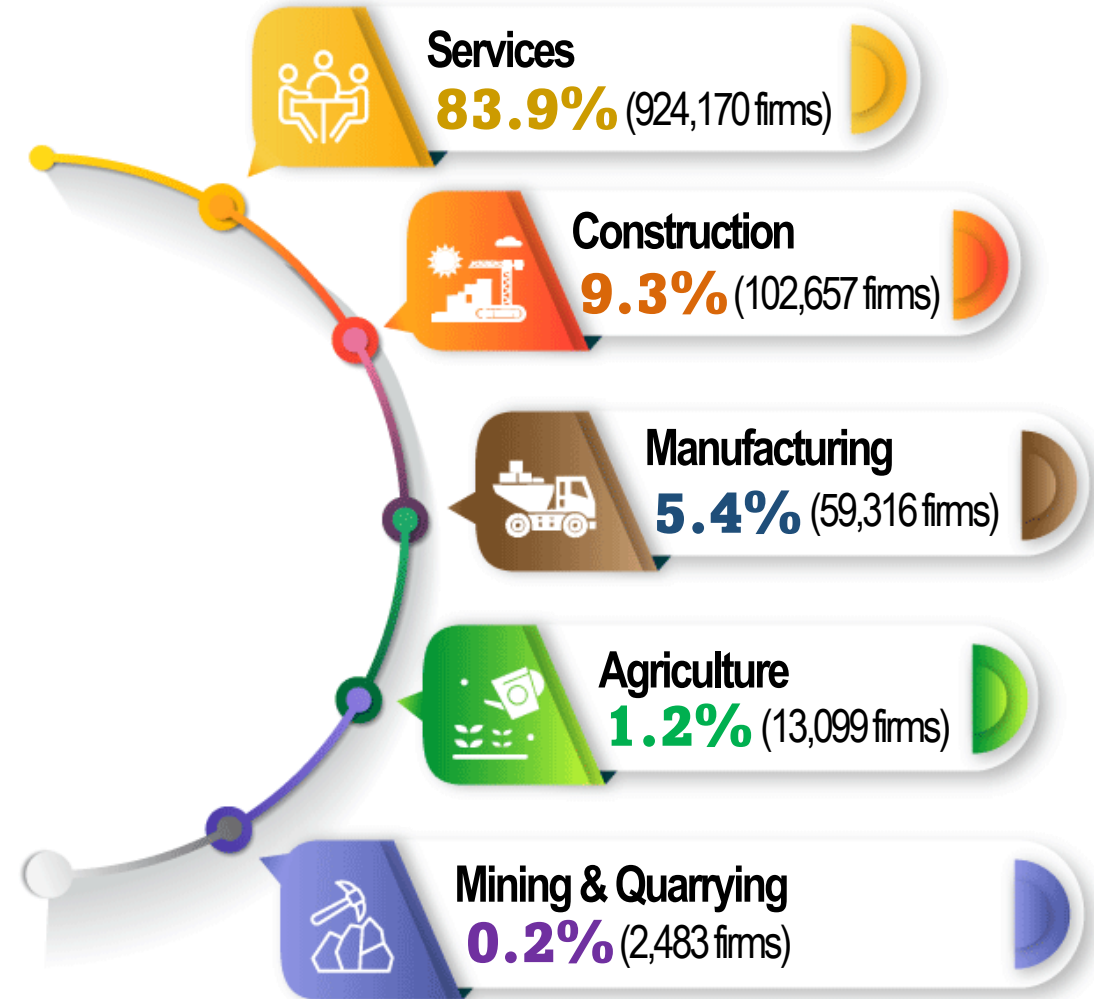 Services
83.9% (924,170 firms)
Construction
9.3% (102,657 firms)
Manufacturing
5.4% (59,316 firms)
Agriculture
1.2% (13,099 firms)
Mining & Quarrying
0.2% (2,483 firms)